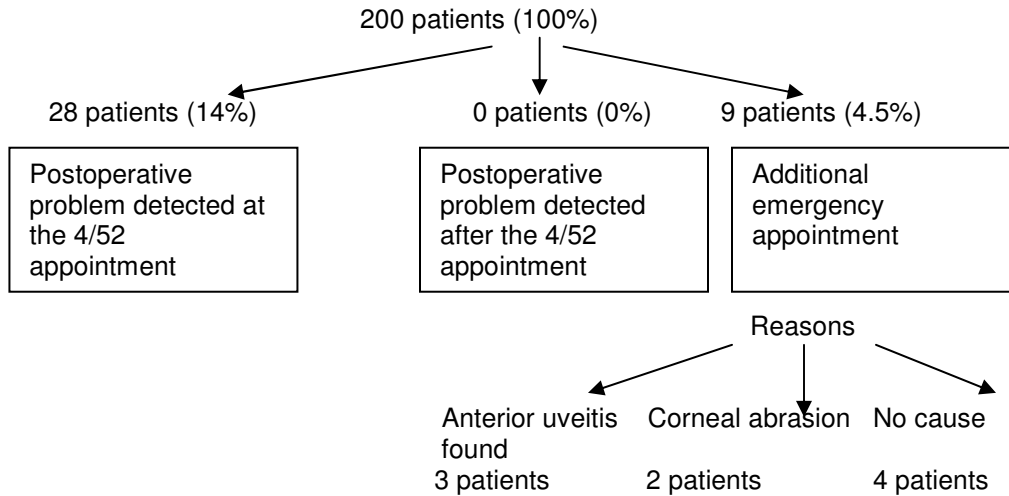 200 patients (100%)
28 patients (14%)
0 patients (0%)
9 patients (4.5%)
Postoperative
problem detected at
the 4/52
appointment
Postoperative
problem detected
after the 4/52
appointment
Additional
emergency
appointment
Reasons
Anterior uveitis
found
3 patients
Corneal abrasion
2 patients
No cause
4 patients